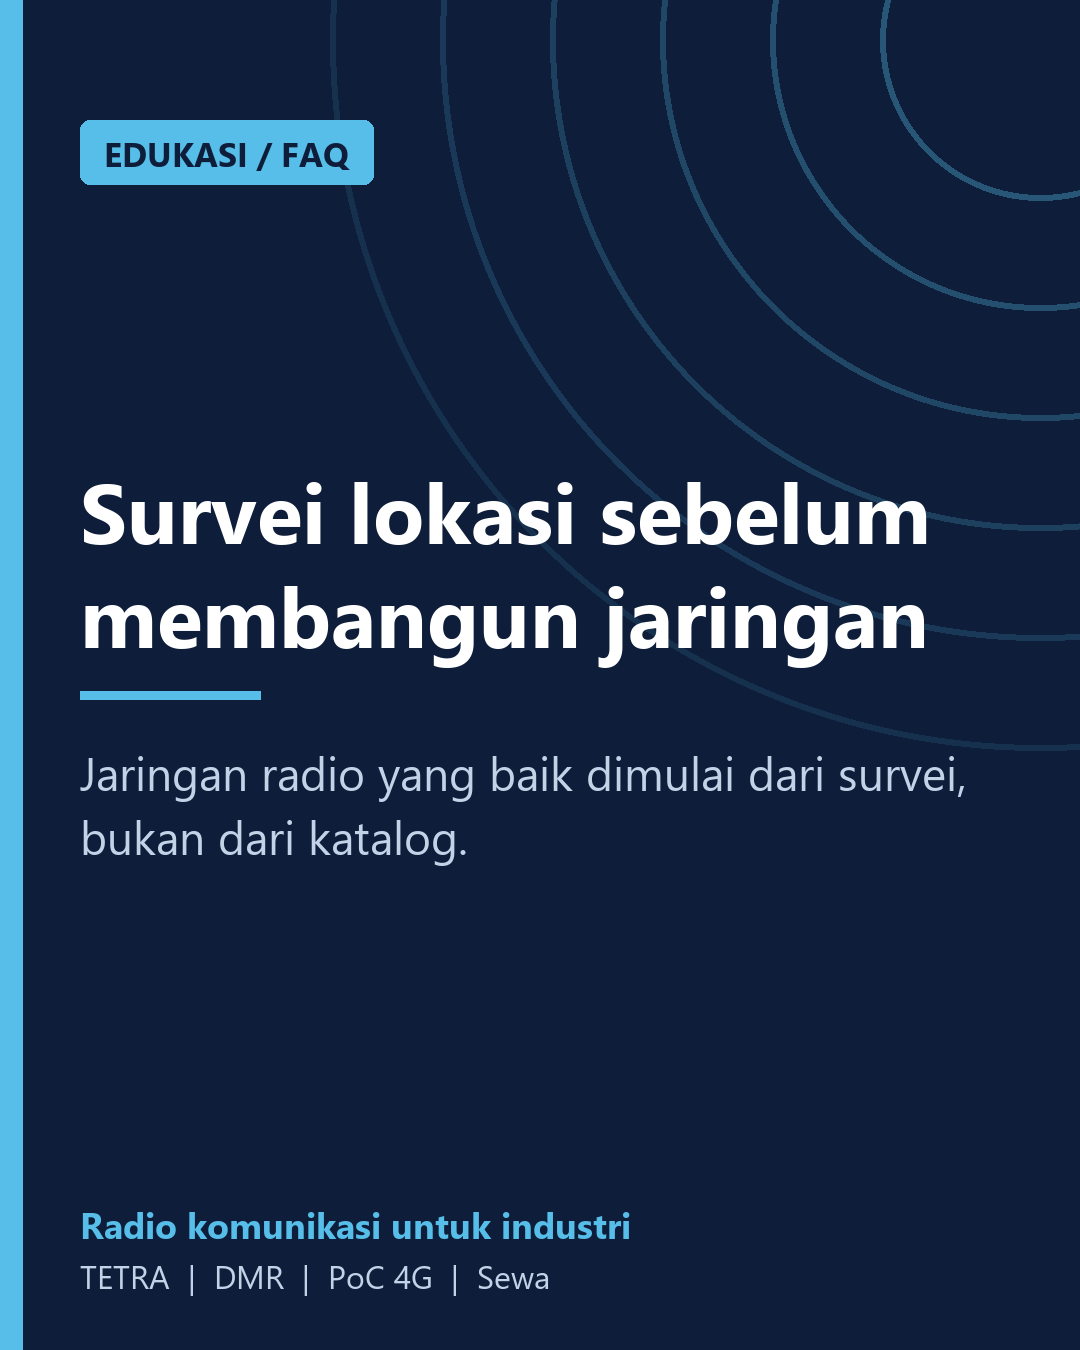 EDUKASI / FAQ
Survei lokasi sebelum
membangun jaringan
Jaringan radio yang baik dimulai dari survei,
bukan dari katalog.
Radio komunikasi untuk industri
TETRA | DMR | PoC 4G | Sewa